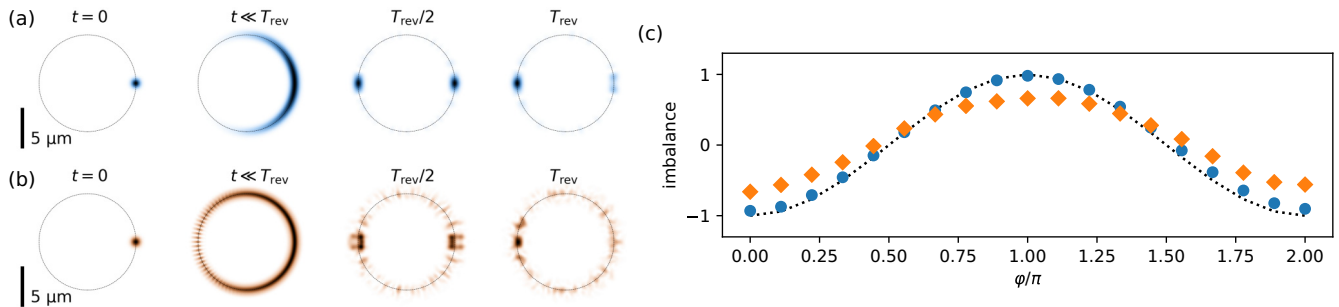 (a) t = 0 t ≪ T_rev T_rev/2 T_rev
5 μm
(b) t = 0 t ≪ T_rev T_rev/2 T_rev
5 μm
(c)
imbalance
1
0
−1
0.00 0.25 0.50 0.75 1.00 1.25 1.50 1.75 2.00
φ/π